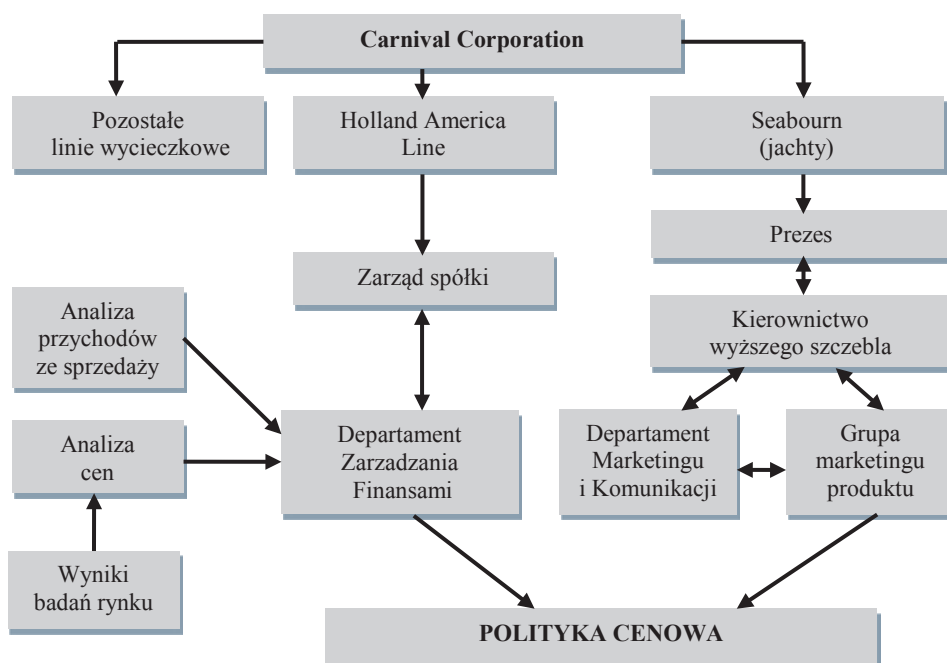 Carnival Corporation
Pozostałe
linie wycieczkowe
Holland America
Line
Seabourn
(jachty)
Prezes
Zarząd spółki
Analiza
przychodów
ze sprzedaży
Kierownictwo
wyższego szczebla
Analiza
cen
Departament
Zarzadzania
Finansami
Departament
Marketingu
i Komunikacji
Grupa
marketingu
produktu
Wyniki
badań rynku
POLITYKA CENOWA